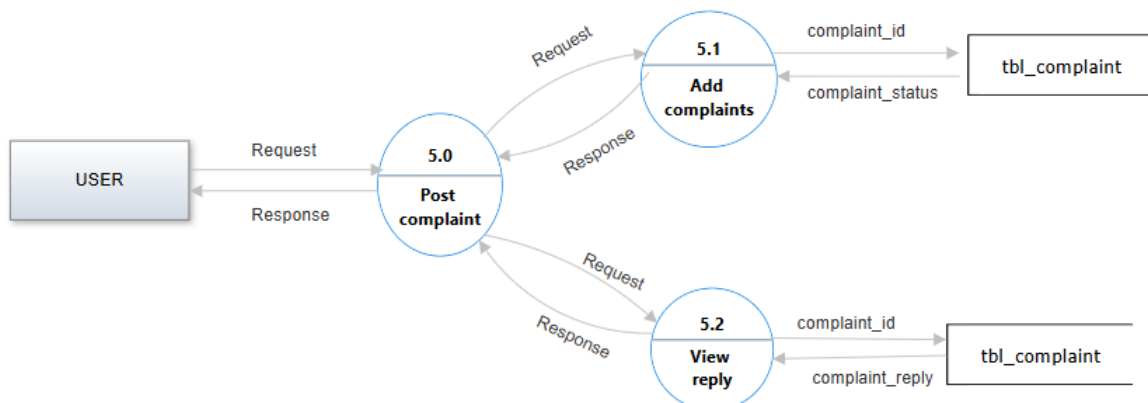 USER
Request
Response
5.0
Post
complaint
Request
Response
5.1
Add
complaints
complaint_id
complaint_status
tbl_complaint
Request
Response
5.2
View
reply
complaint_id
complaint_reply
tbl_complaint